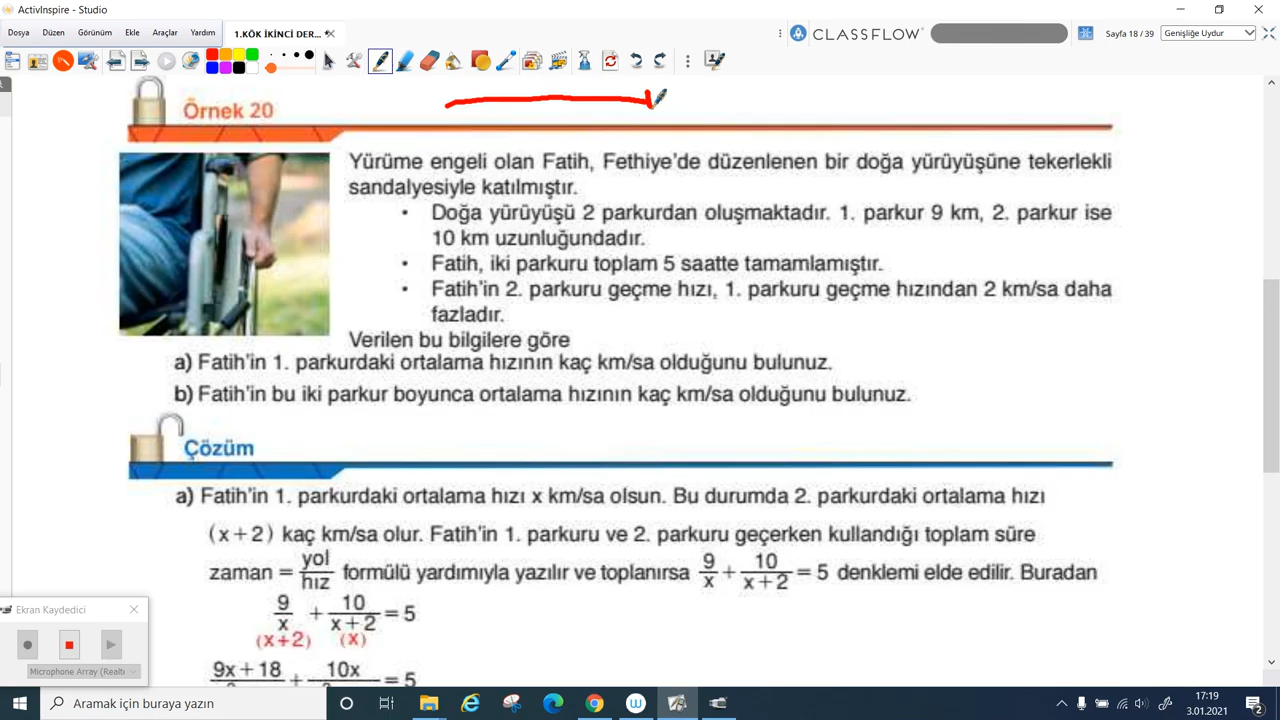 ActivInspire - Studio
Dosya Düzen Görünüm Ekle Araçlar Yardım 1.KÖK İKİNCİ DER...
CLASSFLOW
Sayfa 18 / 39
Genişliğine Uydur
Örnek 20
Yürüme engeli olan Fatih, Fethiye'de düzenlenen bir doğa yürüyüşüne tekerlekli
sandalyesiyle katılmıştır.
• Doğa yürüyüşü 2 parkurdan oluşmaktadır. 1. parkur 9 km, 2. parkur ise
10 km uzunluğundadır.
• Fatih, iki parkuru toplam 5 saatte tamamlamıştır.
• Fatih'in 2. parkuru geçme hızı, 1. parkuru geçme hızından 2 km/sa daha
fazladır.
Verilen bu bilgilere göre
a) Fatih'in 1. parkurdaki ortalama hızının kaç km/sa olduğunu bulunuz.
b) Fatih'in bu iki parkur boyunca ortalama hızının kaç km/sa olduğunu bulunuz.
Çözüm
a) Fatih'in 1. parkurdaki ortalama hızı x km/sa olsun. Bu durumda 2. parkurdaki ortalama hızı
(x+2) kaç km/sa olur. Fatih'in 1. parkuru ve 2. parkuru geçerken kullandığı toplam süre
zaman = yol/hız formülü yardımıyla yazılır ve toplanırsa 9/x + 10/(x+2) = 5 denklemi elde edilir. Buradan
9/x + 10/(x+2) = 5
(x+2) (x)
9x+18 + 10x = 5
Ekran Kaydedici
Microphone Array (Realt
Aramak için buraya yazın
17:19
3.01.2021
2